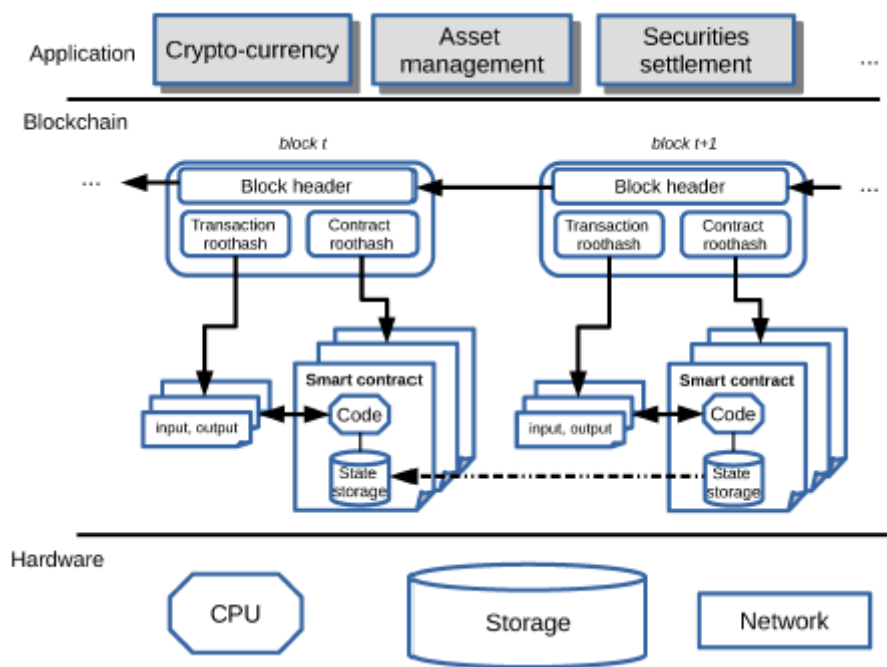 Application
Crypto-currency
Asset
management
Securities
settlement
...
Blockchain
block t
block t+1
...
Block header
Block header
...
Transaction
roothash
Contract
roothash
Transaction
roothash
Contract
roothash
Smart contract
Smart contract
input, output
Code
input, output
Code
State
storage
State
storage
Hardware
CPU
Storage
Network